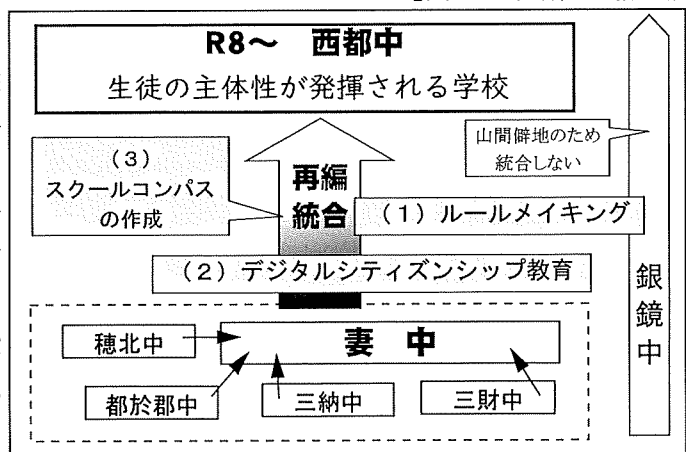 R8～ 西都中
生徒の主体性が発揮される学校
山間僻地のため
統合しない
（3）
スクールコンパス
の作成
再編
統合
（1）ルールメイキング
（2）デジタルシティズンシップ教育
銀鏡中
穂北中
妻 中
都於郡中
三納中
三財中